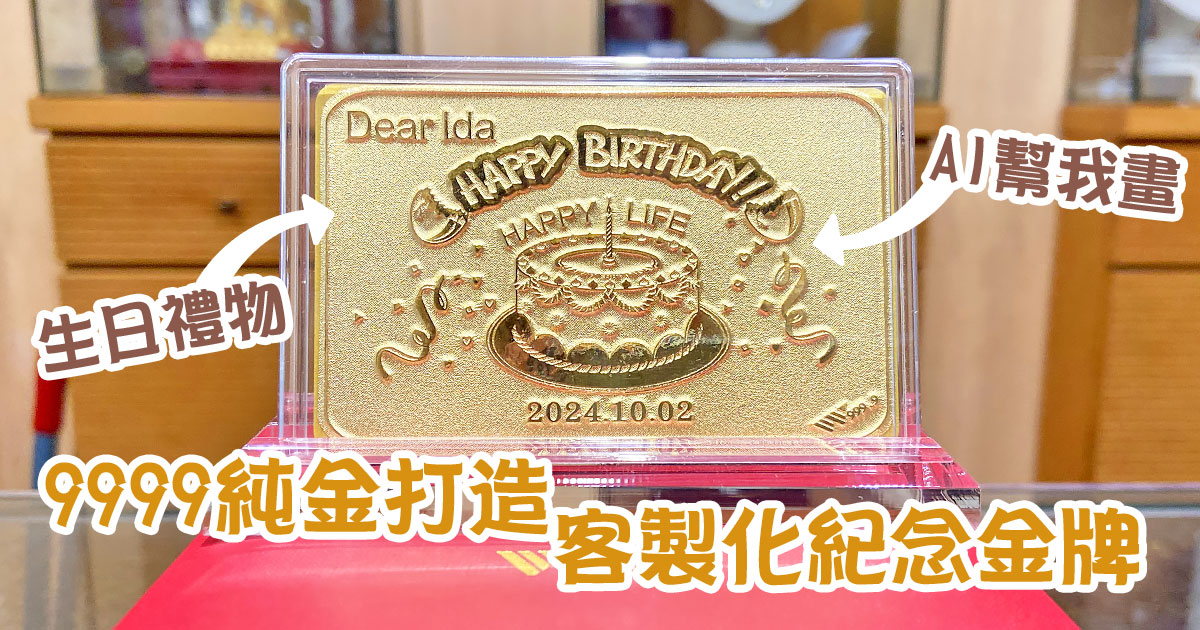 Dear Ida
HAPPY BIRTHDAY!
AI幫我畫
HAPPY LIFE
生日禮物
2024.10.02
999.9
9999純金打造
客製化紀念金牌